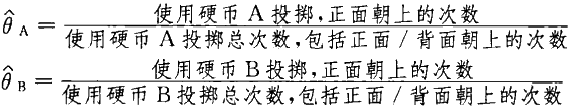 θ̂_A = 使用硬币 A 投掷,正面朝上的次数 / 使用硬币 A 投掷总次数,包括正面/背面朝上的次数
θ̂_B = 使用硬币 B 投掷,正面朝上的次数 / 使用硬币 B 投掷总次数,包括正面/背面朝上的次数